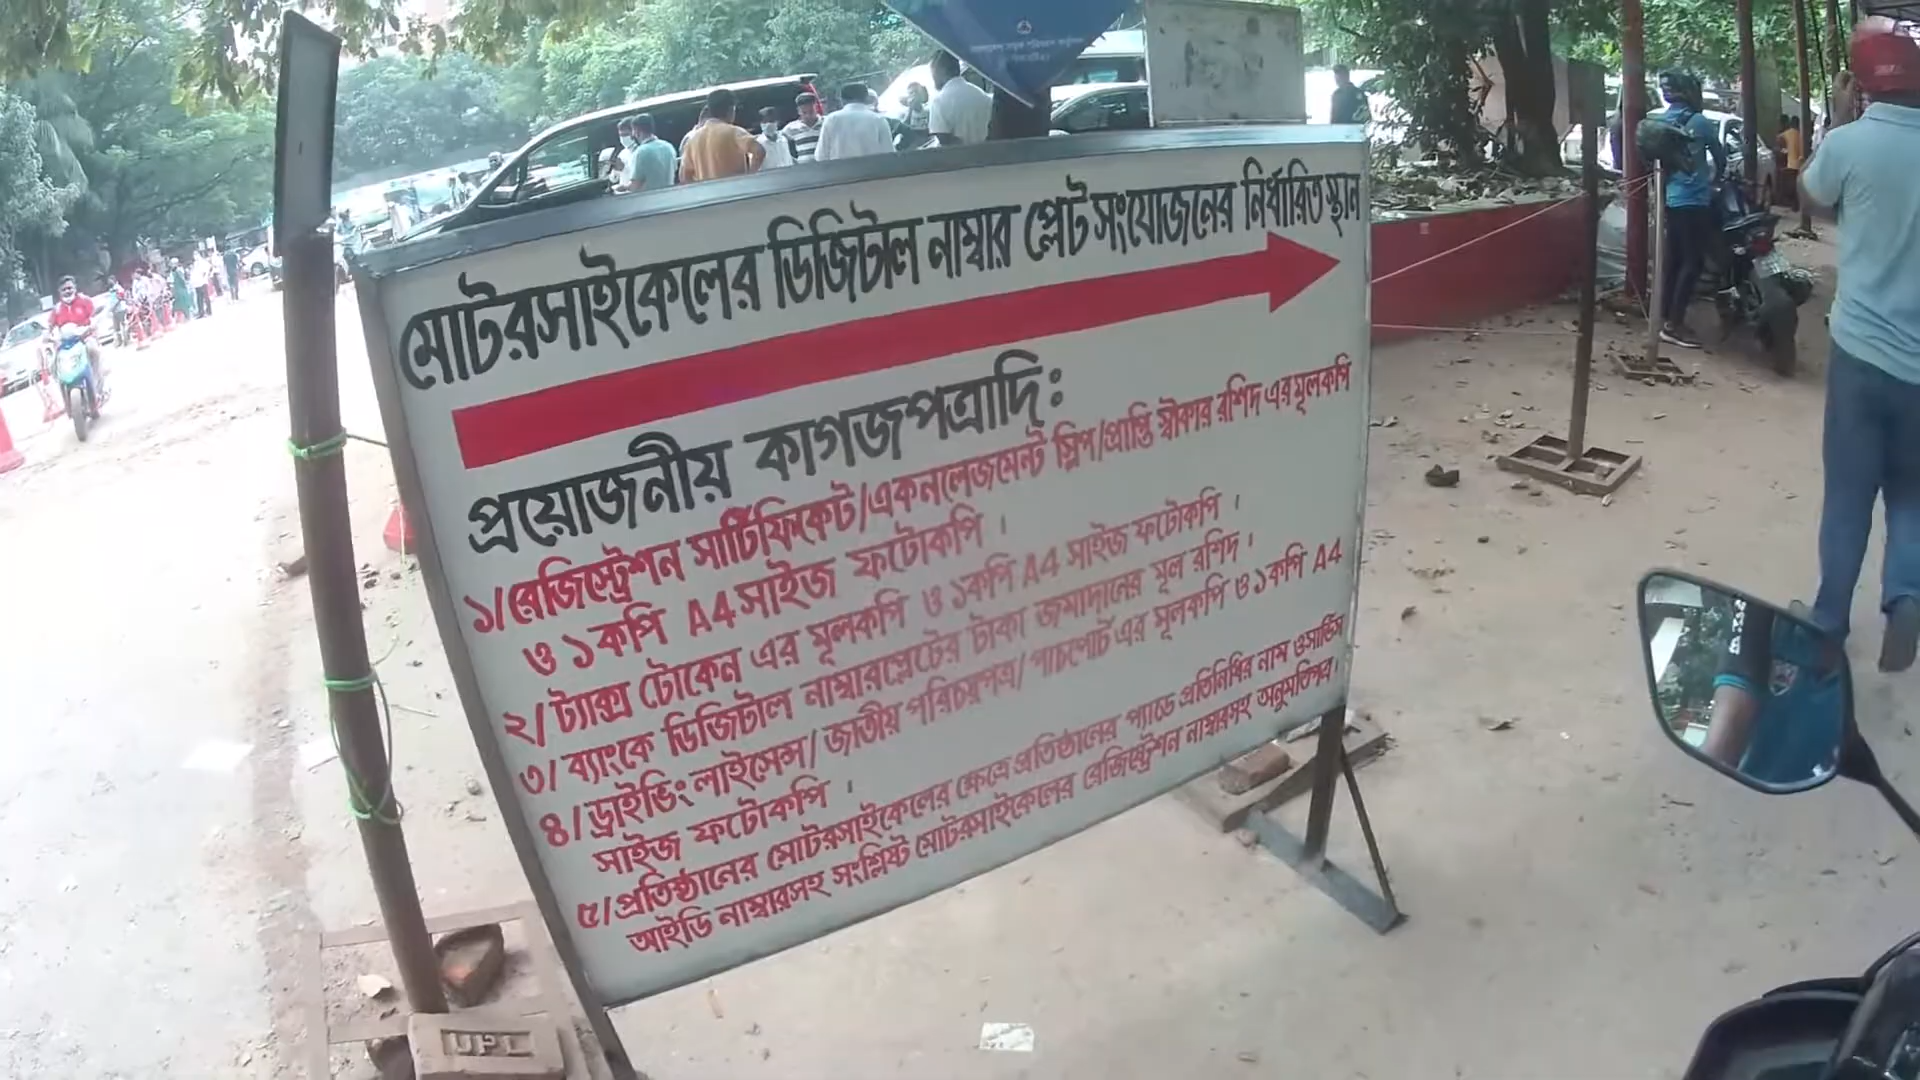 মোটরসাইকেলের ডিজিটাল নাম্বার প্লেট সংযোজনের নির্ধারিত স্থান
প্রয়োজনীয় কাগজপত্রাদি:
১/রেজিস্ট্রেশন সার্টিফিকেট/একনলেজমেন্ট স্লিপ/প্রাপ্তি স্বীকার রশিদ এর মূলকপি
ও ১কপি A4 সাইজ ফটোকপি ।
২/ ট্যাক্স টোকেন এর মূলকপি ও ১কপি A4 সাইজ ফটোকপি ।
৩/ ব্যাংকে ডিজিটাল নাম্বারপ্লেটের টাকা জমাদানের মূল রশিদ ।
৪/ড্রাইভিং লাইসেন্স/ জাতীয় পরিচয়পত্র/ পাচপোর্ট এর মূলকপি ও ১কপি A4
সাইজ ফটোকপি ।
৫/প্রতিষ্ঠানের মোটরসাইকেলের ক্ষেত্রে প্রতিষ্ঠানের প্যাডে প্রতিনিধির নাম ওসার্ভিস
আইডি নাম্বারসহ সংশ্লিষ্ট মোটরসাইকেলের রেজিস্ট্রেশন নাম্বারসহ অনুমতিপত্র।
UPL